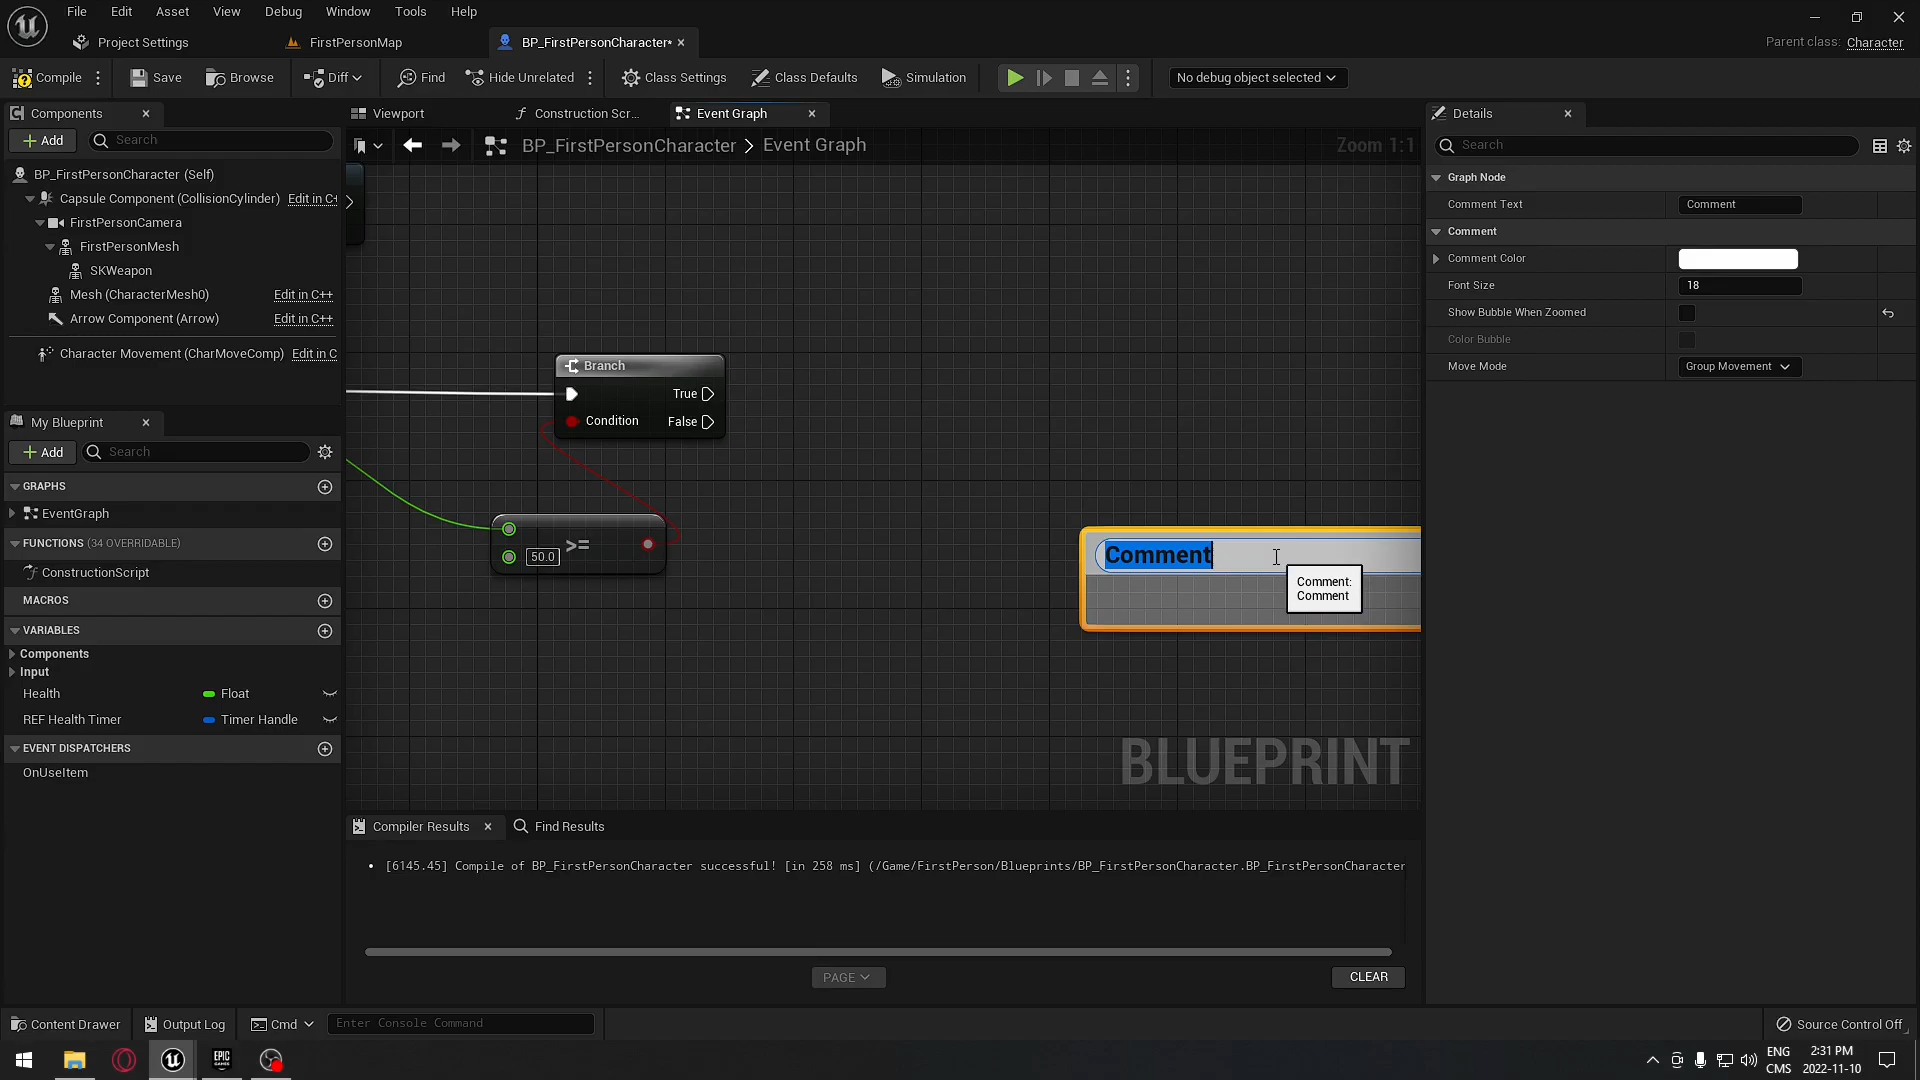 File Edit Asset View Debug Window Tools Help
Project Settings FirstPersonMap BP_FirstPersonCharacter*
Parent class: Character
Compile Save Browse Diff Find Hide Unrelated Class Settings Class Defaults Simulation No debug object selected
Components
Viewport Construction Scr... Event Graph
Details
Add Search
BP_FirstPersonCharacter > Event Graph
Zoom 1:1
Search
BP_FirstPersonCharacter (Self)
Capsule Component (CollisionCylinder) Edit in C+
FirstPersonCamera
FirstPersonMesh
SKWeapon
Mesh (CharacterMesh0) Edit in C++
Arrow Component (Arrow) Edit in C++
Character Movement (CharMoveComp) Edit in C
My Blueprint
Add Search
GRAPHS
EventGraph
FUNCTIONS (34 OVERRIDABLE)
ConstructionScript
MACROS
VARIABLES
Components
Input
Health Float
REF Health Timer Timer Handle
EVENT DISPATCHERS
OnUseItem
Branch
True
Condition False
50.0 >=
Comment
Comment:
Comment
BLUEPRINT
Graph Node
Comment Text Comment
Comment
Comment Color
Font Size 18
Show Bubble When Zoomed
Color Bubble
Move Mode Group Movement
Compiler Results Find Results
[6145.45] Compile of BP_FirstPersonCharacter successful! [in 258 ms] (/Game/FirstPerson/Blueprints/BP_FirstPersonCharacter.BP_FirstPersonCharacter
PAGE
CLEAR
Content Drawer Output Log Cmd Enter Console Command
Source Control Off
EPIC
GAMES
ENG
CMS
2:31 PM
2022-11-10